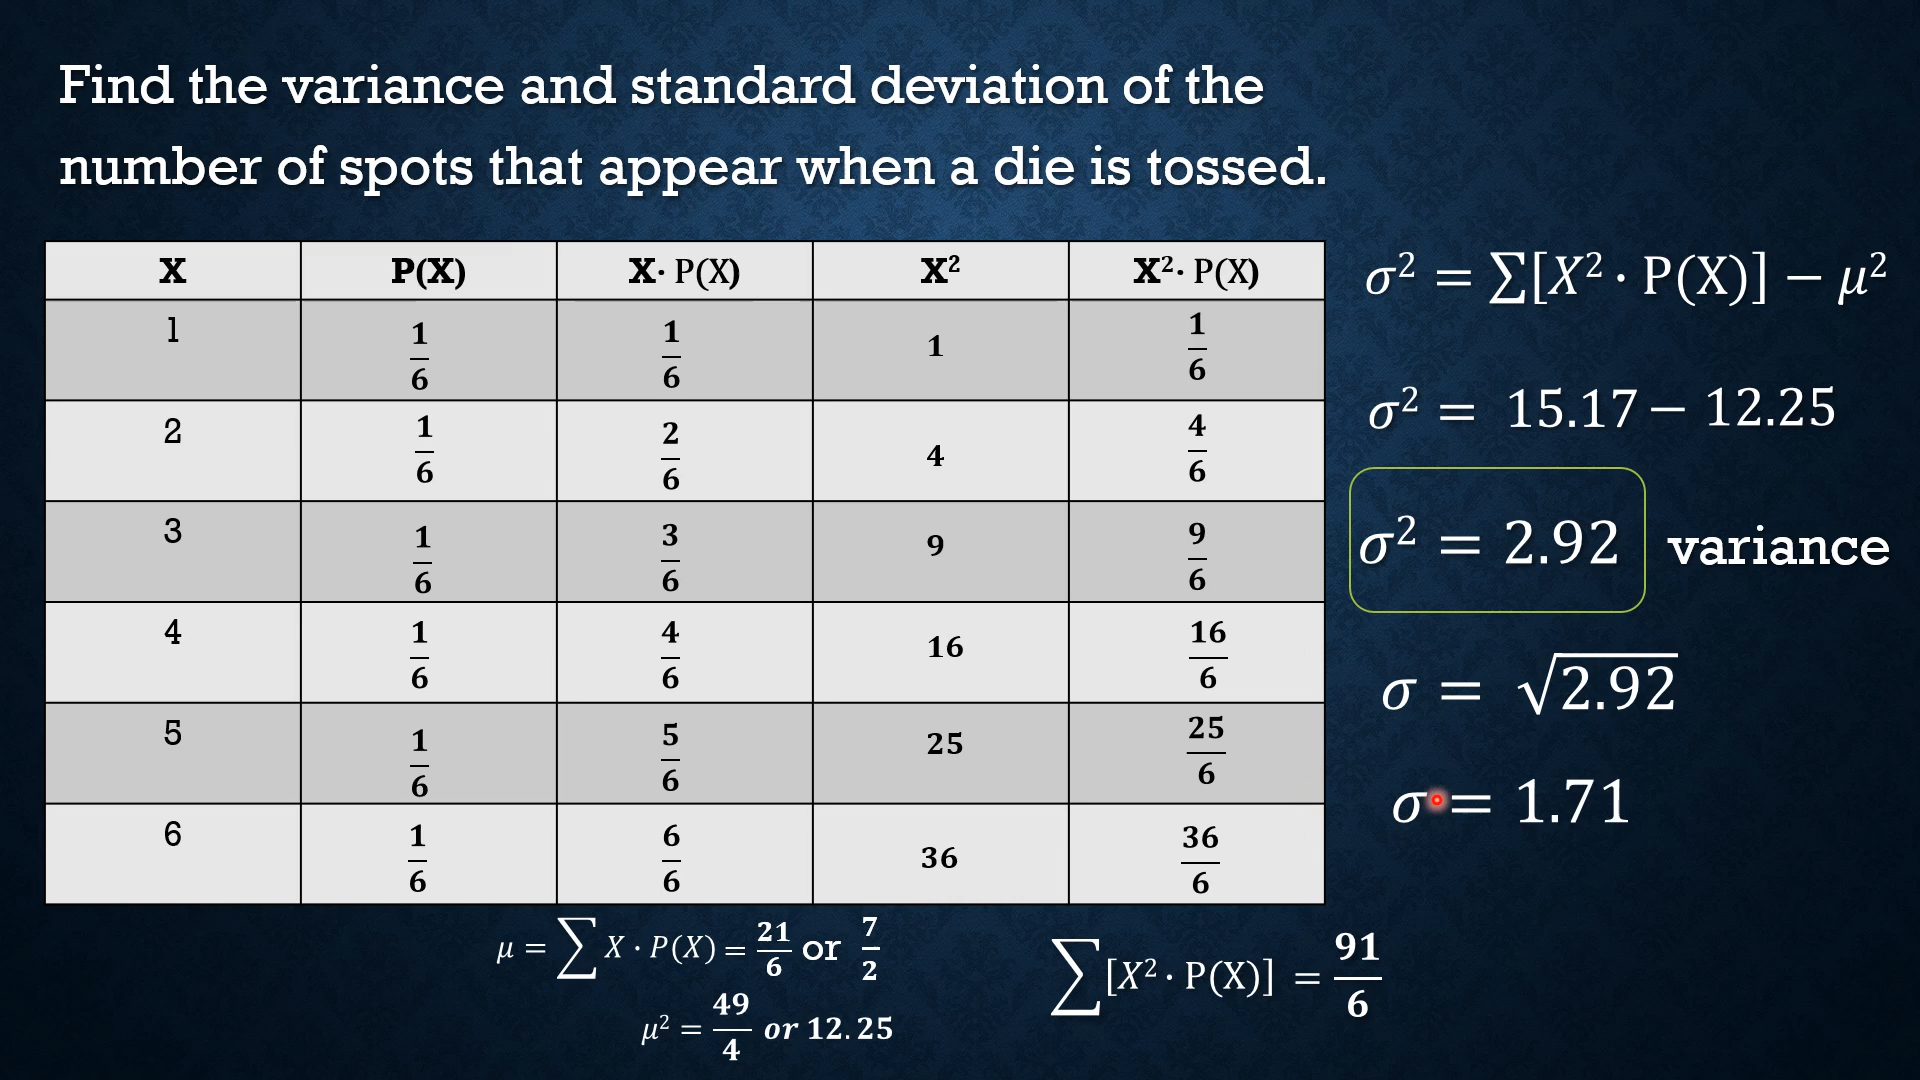 Find the variance and standard deviation of the
number of spots that appear when a die is tossed.
X P(X) X· P(X) X² X²· P(X)
1 1/6 1/6 1 1/6
2 1/6 2/6 4 4/6
3 1/6 3/6 9 9/6
4 1/6 4/6 16 16/6
5 1/6 5/6 25 25/6
6 1/6 6/6 36 36/6
μ = ∑ X · P(X) = 21/6 or 7/2
μ² = 49/4 or 12.25
∑[X²· P(X)] = 91/6
σ² = ∑[X² · P(X)] − μ²
σ² = 15.17 − 12.25
σ² = 2.92 variance
σ = √2.92
σ = 1.71